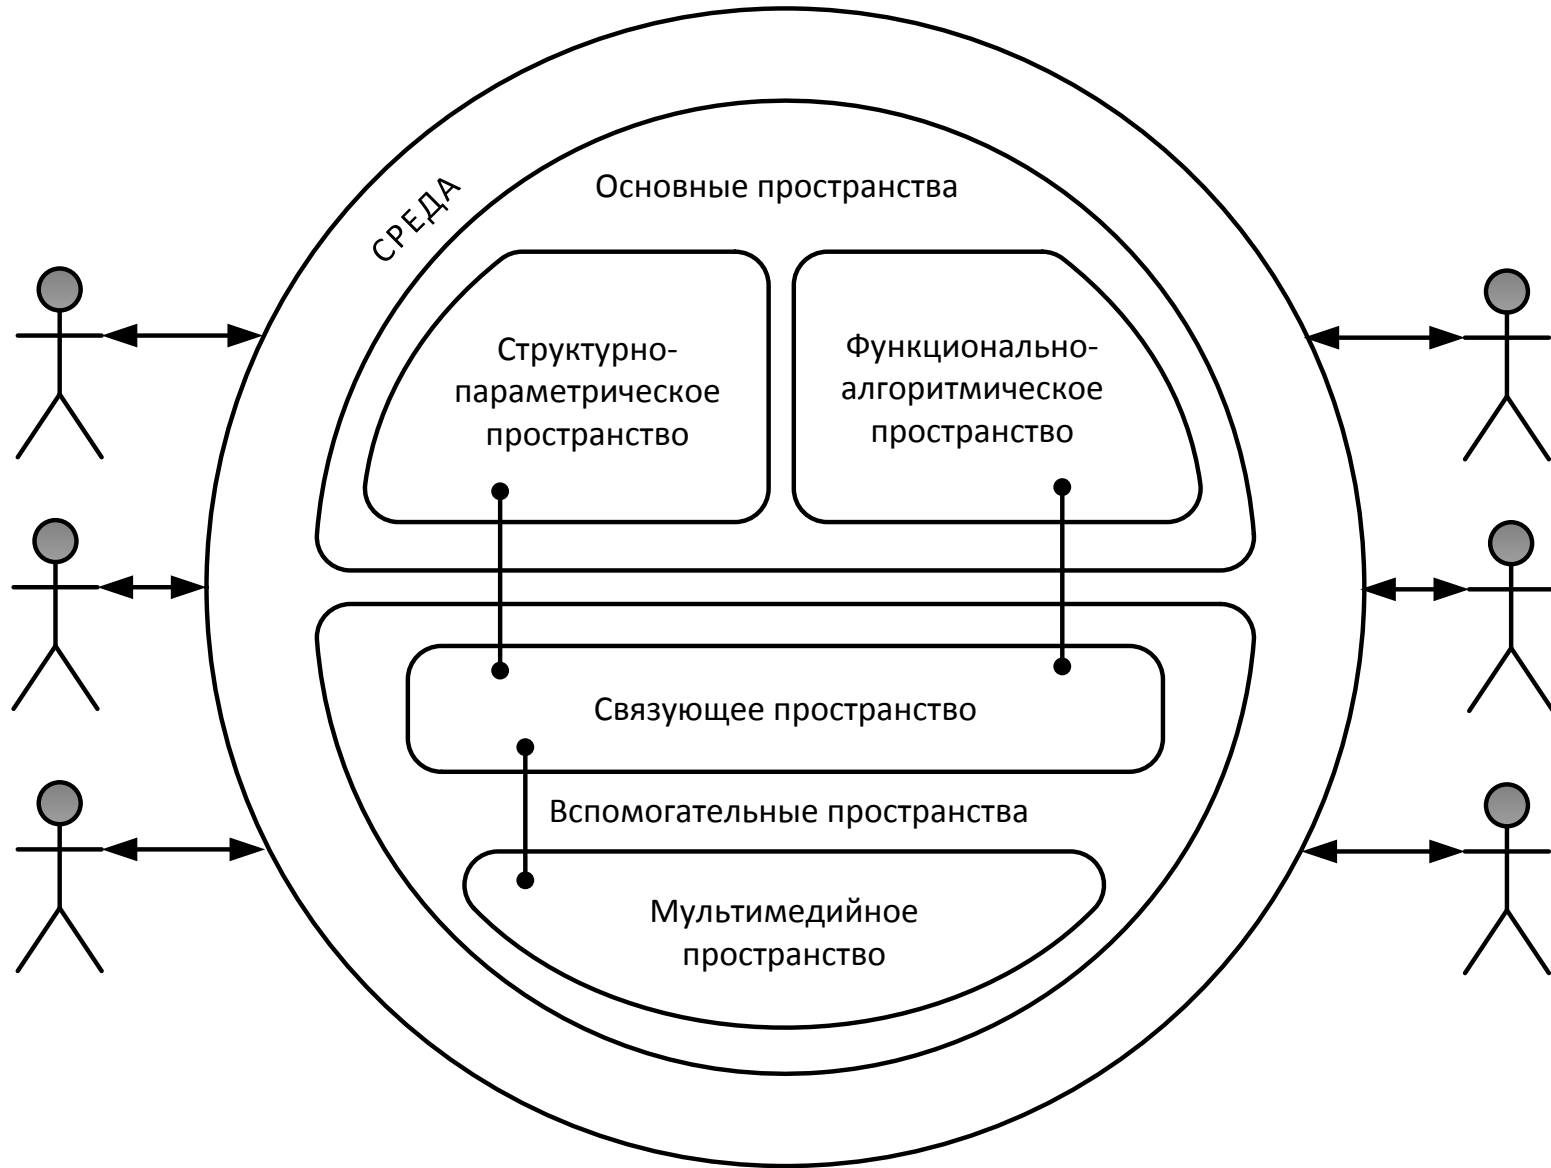 СРЕДА
Основные пространства
Структурно-
параметрическое
пространство
Функционально-
алгоритмическое
пространство
Связующее пространство
Вспомогательные пространства
Мультимедийное
пространство